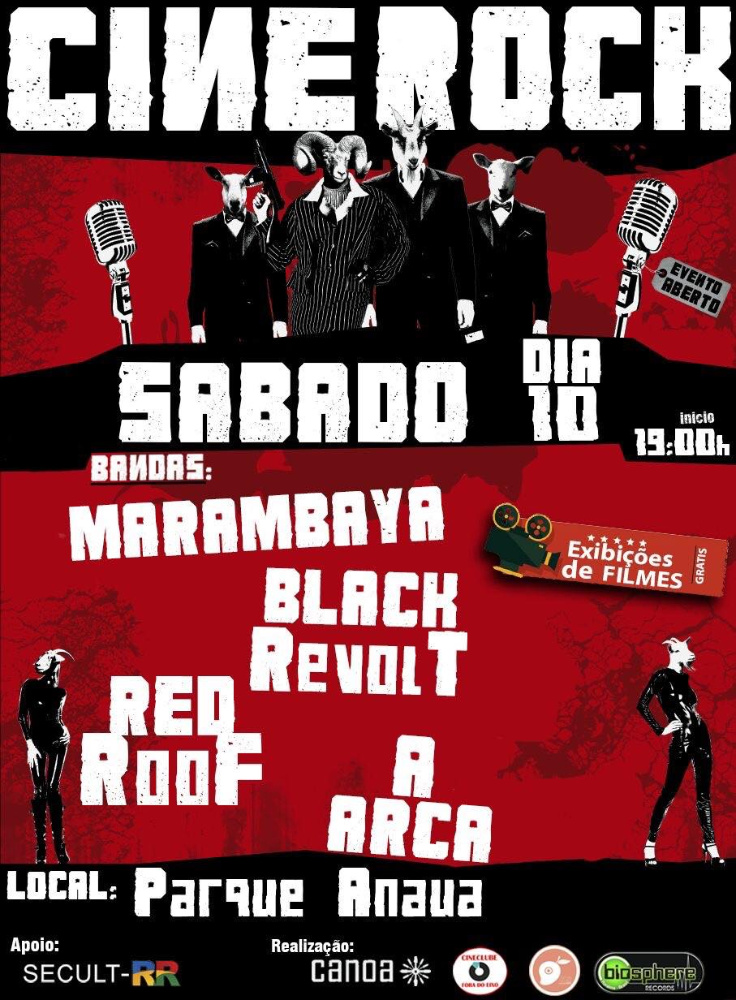 CINEROCK
EVENTO
ABERTO
SABADO
DIA
10
inicio
19:00h
BANDAS:
MARAMBAYA
Exibições
de FILMES
GRATIS
BLACK
REVOLT
RED
ROOF
A
ARCA
LOCAL: Parque Anaua
Apoio:
SECULT-RR
Realização:
canoa
CINECLUBE
FORA DO EIXO
biosphere
RECORDS